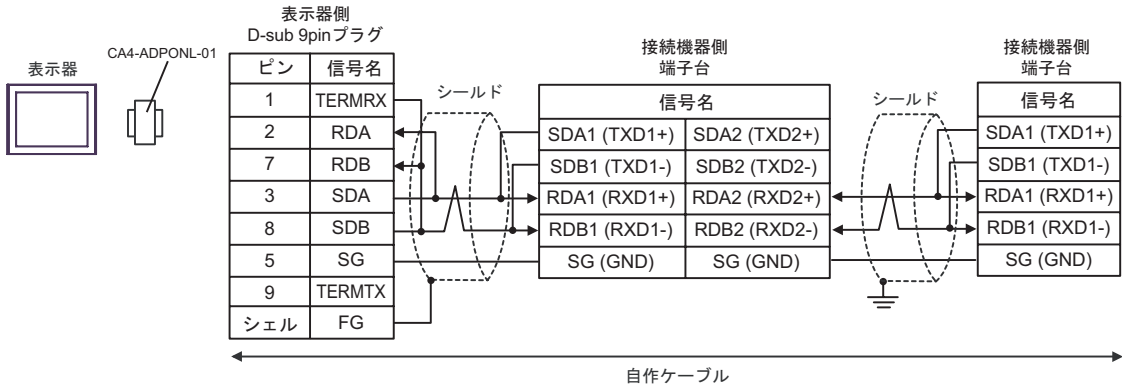 表示器
CA4-ADPONL-01
表示器側
D-sub 9pinプラグ
ピン 信号名
1 TERMRX
2 RDA
7 RDB
3 SDA
8 SDB
5 SG
9 TERMTX
シェル FG
シールド
接続機器側
端子台
信号名
SDA1 (TXD1+) SDA2 (TXD2+)
SDB1 (TXD1-) SDB2 (TXD2-)
RDA1 (RXD1+) RDA2 (RXD2+)
RDB1 (RXD1-) RDB2 (RXD2-)
SG (GND) SG (GND)
シールド
接続機器側
端子台
信号名
SDA1 (TXD1+)
SDB1 (TXD1-)
RDA1 (RXD1+)
RDB1 (RXD1-)
SG (GND)
自作ケーブル